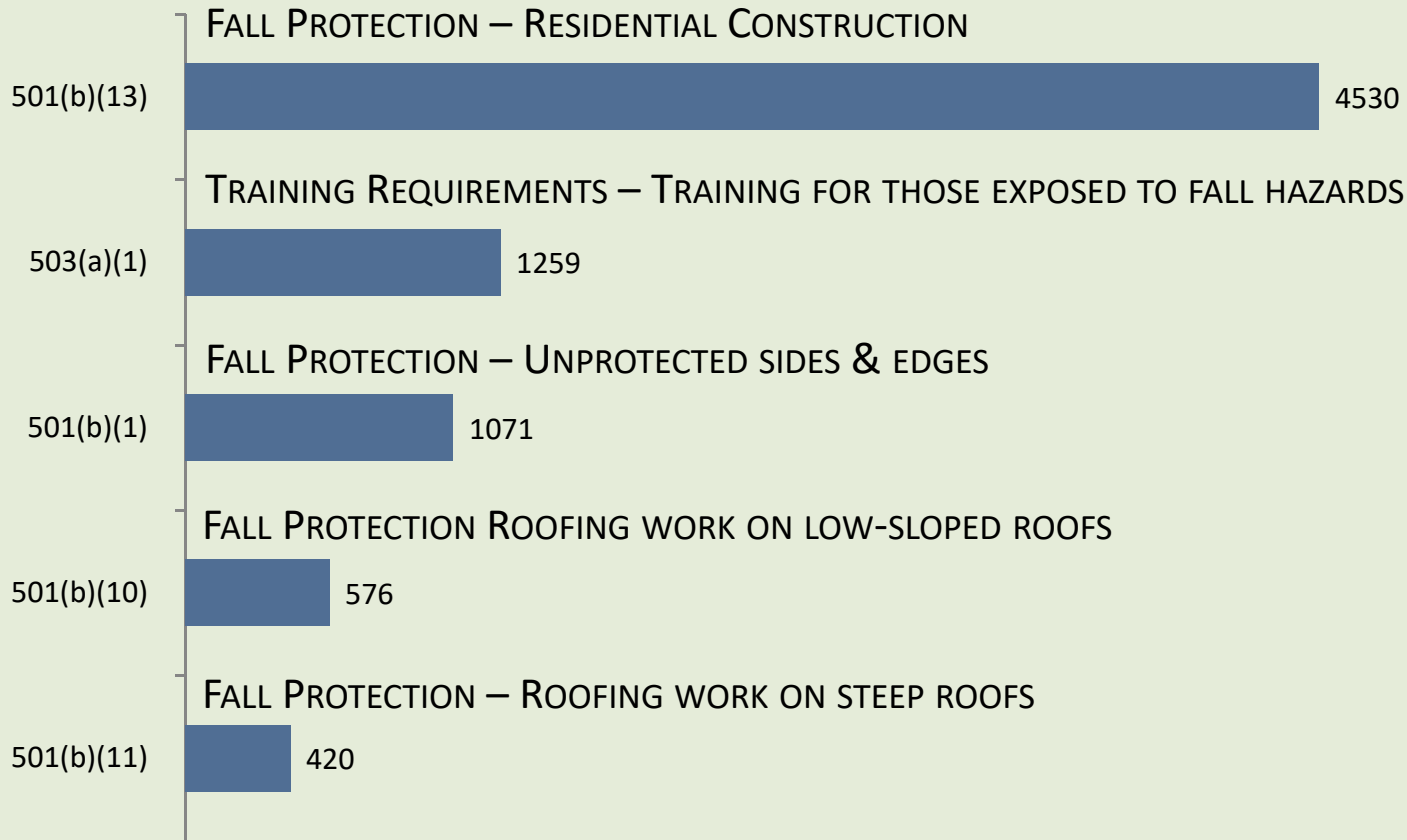 Fall Protection – Residential Construction
501(b)(13) 4530
Training Requirements – Training for those exposed to fall hazards
503(a)(1) 1259
Fall Protection – Unprotected sides & edges
501(b)(1) 1071
Fall Protection Roofing work on low-sloped roofs
501(b)(10) 576
Fall Protection – Roofing work on steep roofs
501(b)(11) 420